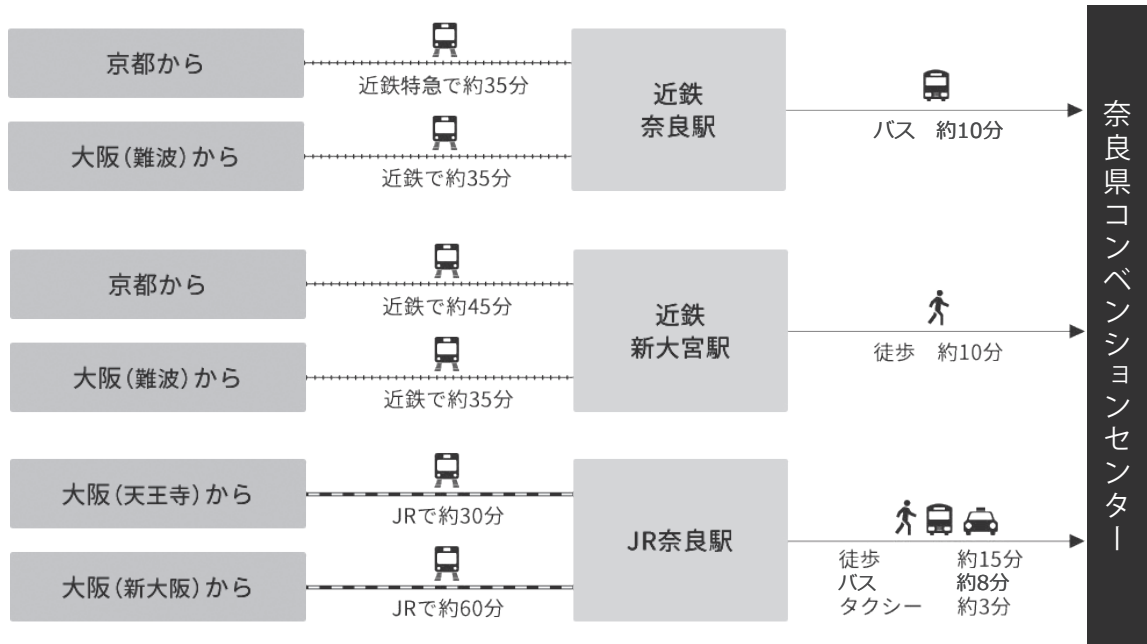 京都から
近鉄特急で約35分
大阪（難波）から
近鉄で約35分
近鉄
奈良駅
バス　約10分
京都から
近鉄で約45分
大阪（難波）から
近鉄で約35分
近鉄
新大宮駅
徒歩　約10分
大阪（天王寺）から
JRで約30分
大阪（新大阪）から
JRで約60分
JR奈良駅
徒歩　約15分
バス　約8分
タクシー　約3分
奈良県コンベンションセンター